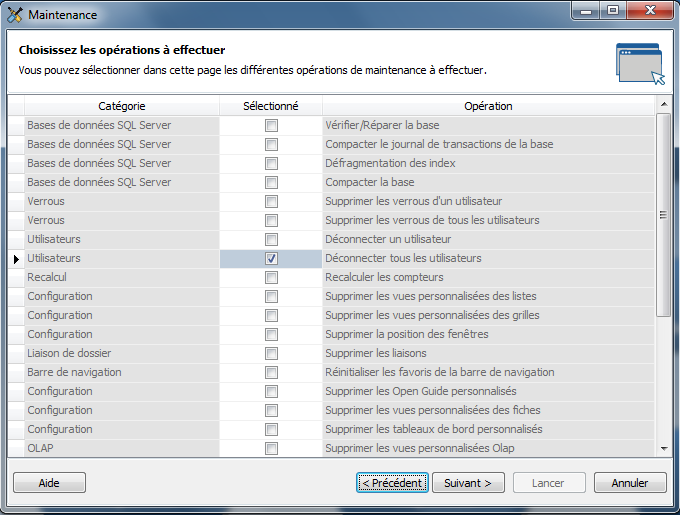 Maintenance
Choisissez les opérations à effectuer
Vous pouvez sélectionner dans cette page les différentes opérations de maintenance à effectuer.
Catégorie Sélectionné Opération
Bases de données SQL Server Vérifier/Réparer la base
Bases de données SQL Server Compacter le journal de transactions de la base
Bases de données SQL Server Défragmentation des index
Bases de données SQL Server Compacter la base
Verrous Supprimer les verrous d'un utilisateur
Verrous Supprimer les verrous de tous les utilisateurs
Utilisateurs Déconnecter un utilisateur
Utilisateurs Déconnecter tous les utilisateurs
Recalcul Recalculer les compteurs
Configuration Supprimer les vues personnalisées des listes
Configuration Supprimer les vues personnalisées des grilles
Configuration Supprimer la position des fenêtres
Liaison de dossier Supprimer les liaisons
Barre de navigation Réinitialiser les favoris de la barre de navigation
Configuration Supprimer les Open Guide personnalisés
Configuration Supprimer les vues personnalisées des fiches
Configuration Supprimer les tableaux de bord personnalisés
OLAP Supprimer les vues personnalisées Olap
Aide < Précédent Suivant > Lancer Annuler